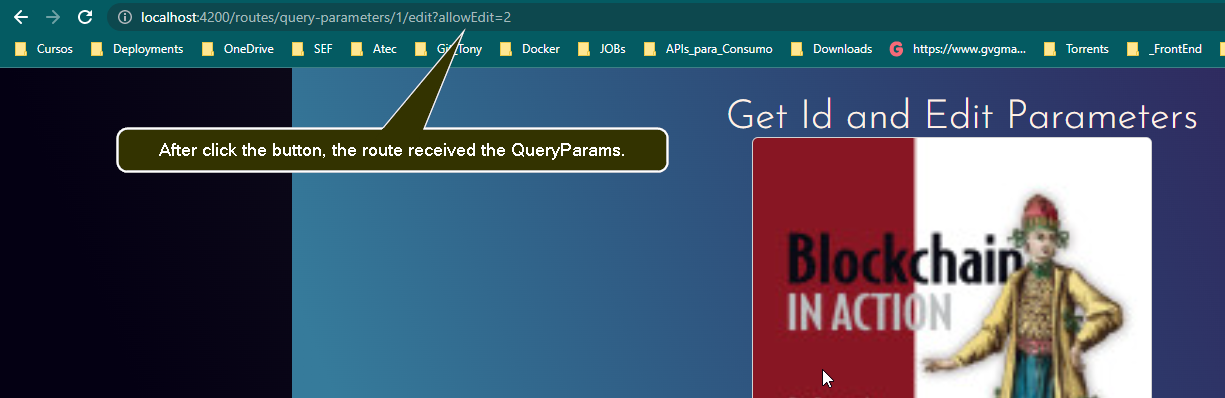 localhost:4200/routes/query-parameters/1/edit?allowEdit=2
Cursos Deployments OneDrive SEF Atec Docker JOBs APIs_para_Consumo Downloads https://www.gvgma... Torrents _FrontEnd
Get Id and Edit Parameters
After click the button, the route received the QueryParams.
Blockchain
IN ACTION